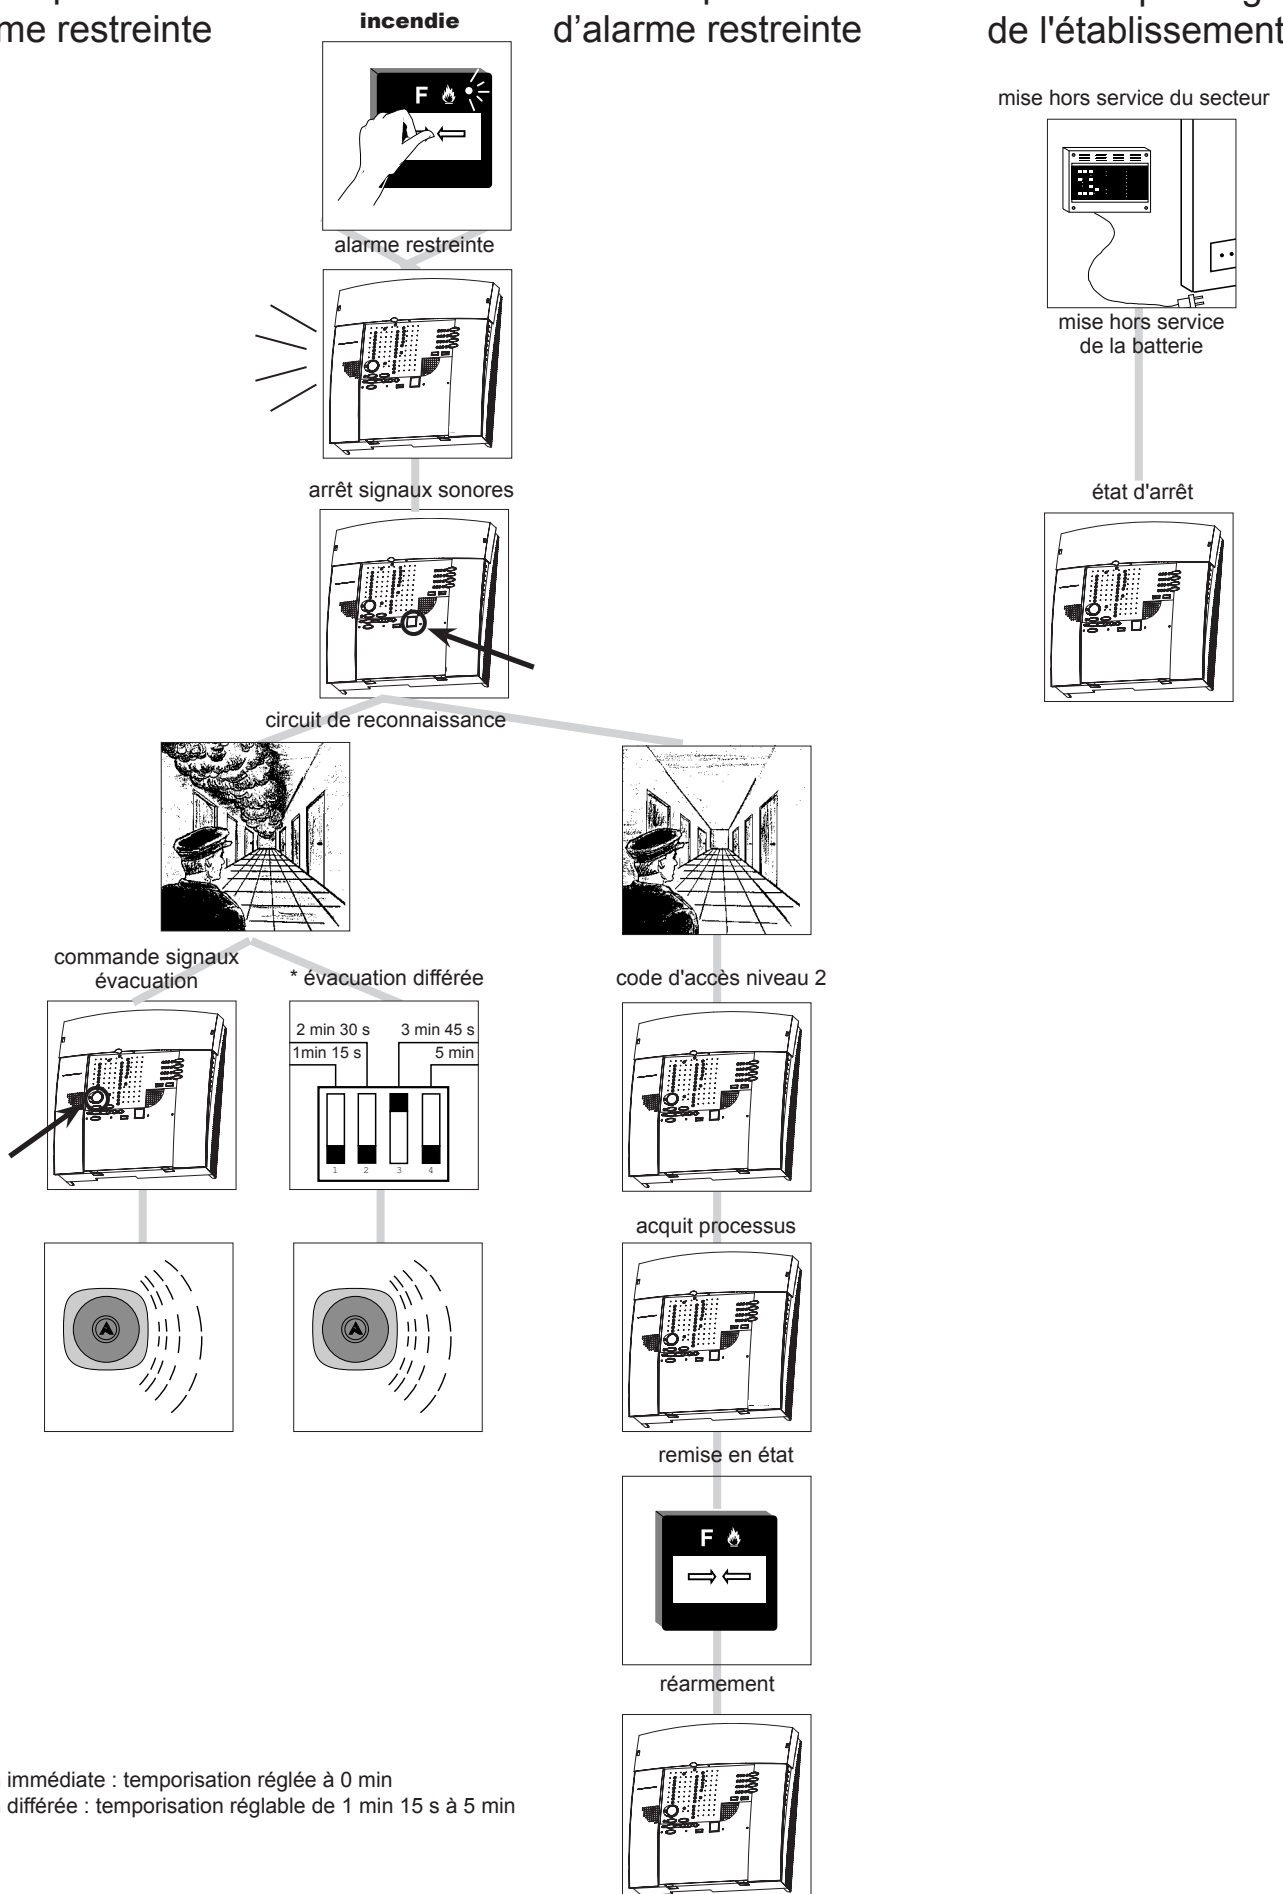 me restreinte
incendie
d’alarme restreinte
de l'établissement
mise hors service du secteur
F
alarme restreinte
mise hors service
de la batterie
arrêt signaux sonores
état d'arrêt
circuit de reconnaissance
commande signaux
évacuation
* évacuation différée
code d'accès niveau 2
2 min 30 s
3 min 45 s
1min 15 s
5 min
1 2 3 4
acquit processus
remise en état
F
réarmement
immédiate : temporisation réglée à 0 min
différée : temporisation réglable de 1 min 15 s à 5 min